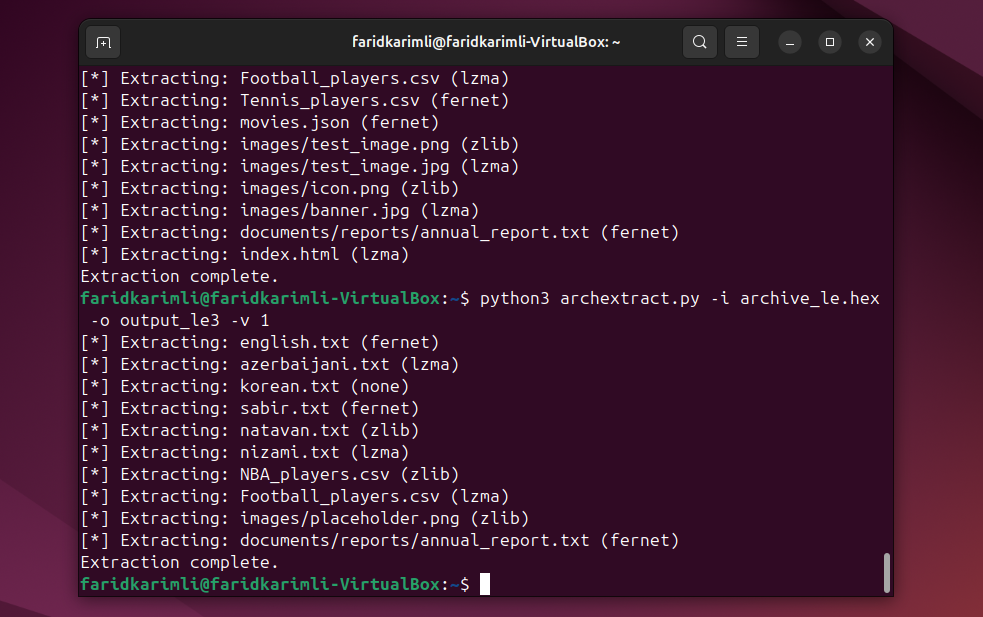 faridkarimli@faridkarimli-VirtualBox: ~
[*] Extracting: Football_players.csv (lzma)
[*] Extracting: Tennis_players.csv (fernet)
[*] Extracting: movies.json (fernet)
[*] Extracting: images/test_image.png (zlib)
[*] Extracting: images/test_image.jpg (lzma)
[*] Extracting: images/icon.png (zlib)
[*] Extracting: images/banner.jpg (lzma)
[*] Extracting: documents/reports/annual_report.txt (fernet)
[*] Extracting: index.html (lzma)
Extraction complete.
faridkarimli@faridkarimli-VirtualBox:~$ python3 archextract.py -i archive_le.hex
-o output_le3 -v 1
[*] Extracting: english.txt (fernet)
[*] Extracting: azerbaijani.txt (lzma)
[*] Extracting: korean.txt (none)
[*] Extracting: sabir.txt (fernet)
[*] Extracting: natavan.txt (zlib)
[*] Extracting: nizami.txt (lzma)
[*] Extracting: NBA_players.csv (zlib)
[*] Extracting: Football_players.csv (lzma)
[*] Extracting: images/placeholder.png (zlib)
[*] Extracting: documents/reports/annual_report.txt (fernet)
Extraction complete.
faridkarimli@faridkarimli-VirtualBox:~$